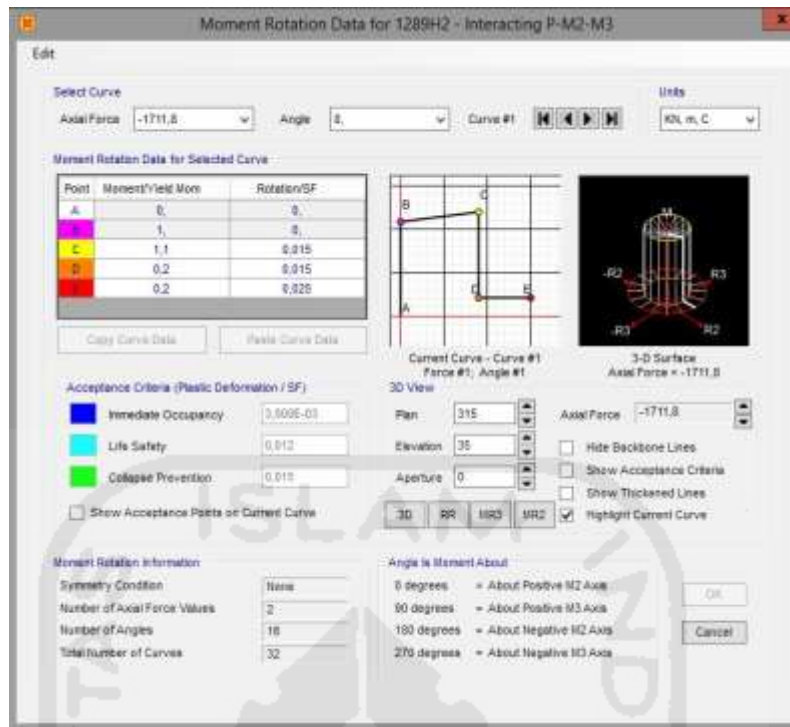 Moment Rotation Data for 1289H2 - Interacting P-M2-M3
x
Edit
Select Curve
Axial Force -1711,8 Angle 0, Curve #1
Units
KN, m, C
Moment Rotation Data for Selected Curve
Point Moment/Yield Mom Rotation/SF
A 0, 0,
1, 0,
C 1,1 0,015
D 0,2 0,015
0,2 0,025
Copy Curve Data Paste Curve Data
B
C
A
D E
Current Curve - Curve #1
Force #1; Angle #1
M
-R2 R3
-R3 R2
3-D Surface
Axial Force = -1711,8
Acceptance Criteria (Plastic Deformation / SF)
Immediate Occupancy
Life Safety 0,012
Collapse Prevention 0,015
Show Acceptance Points on Current Curve
3D View
Plan 315
Elevation 35
Aperture 0
3D RR MR3 MR2
Axial Force -1711,8
Hide Backbone Lines
Show Acceptance Criteria
Show Thickened Lines
Highlight Current Curve
Moment Rotation Information
Symmetry Condition None
Number of Axial Force Values 2
Number of Angles 16
Total Number of Curves 32
Angle Is Moment About
0 degrees = About Positive M2 Axis
90 degrees = About Positive M3 Axis
180 degrees = About Negative M2 Axis
270 degrees = About Negative M3 Axis
OK
Cancel
ISLAM